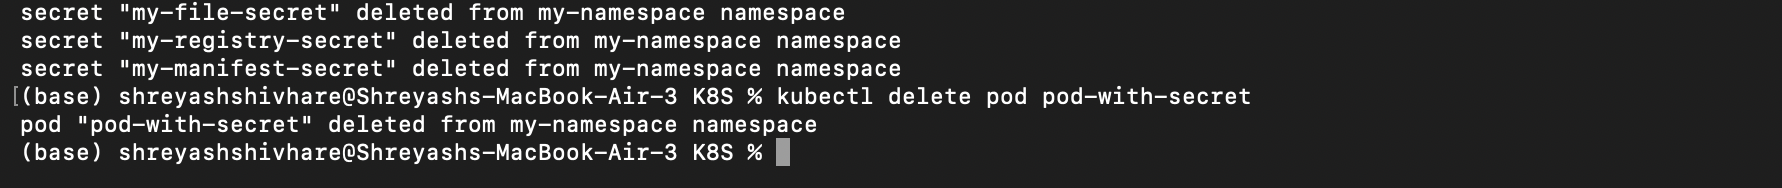 secret "my-file-secret" deleted from my-namespace namespace
secret "my-registry-secret" deleted from my-namespace namespace
secret "my-manifest-secret" deleted from my-namespace namespace
[(base) shreyashshivhare@Shreyashs-MacBook-Air-3 K8S % kubectl delete pod pod-with-secret
pod "pod-with-secret" deleted from my-namespace namespace
(base) shreyashshivhare@Shreyashs-MacBook-Air-3 K8S %